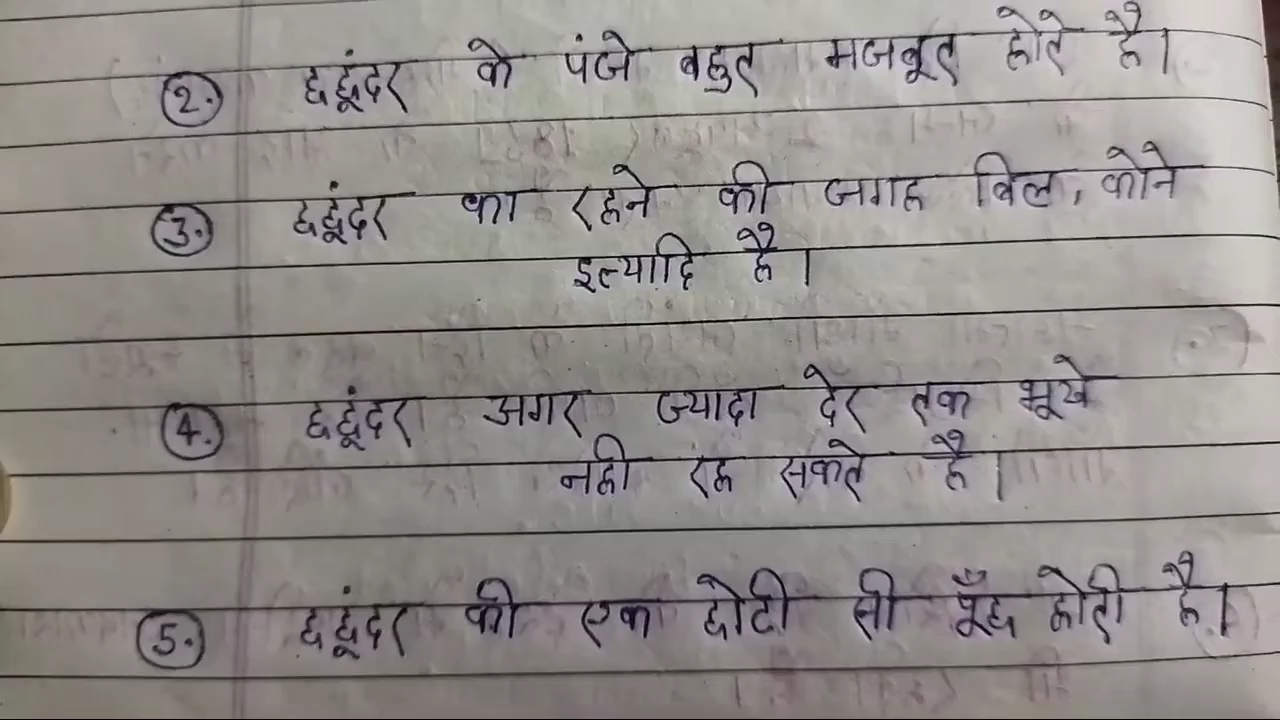 2. छछूंदर के पंजे बहुत मजबूत होते है।
3. छछूंदर का रहने की जगह बिल, कोने
इत्यादि है।
4. छछूंदर अगर ज्यादा देर तक भूखे
नही रह सकते है।
5. छछूंदर की एक छोटी सी पूँछ होती है।